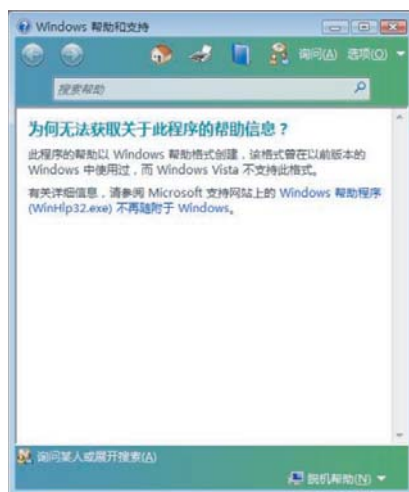 Windows 帮助和支持
询问(A) 选项(O)
搜索帮助
为何无法获取关于此程序的帮助信息？
此程序的帮助以 Windows 帮助格式创建，该格式曾在以前版本的
Windows 中使用过，而 Windows Vista 不支持此格式。
有关详细信息，请参阅 Microsoft 支持网站上的 Windows 帮助程序
(WinHlp32.exe) 不再随附于 Windows。
询问某人或展开搜索(A)
脱机帮助(N)